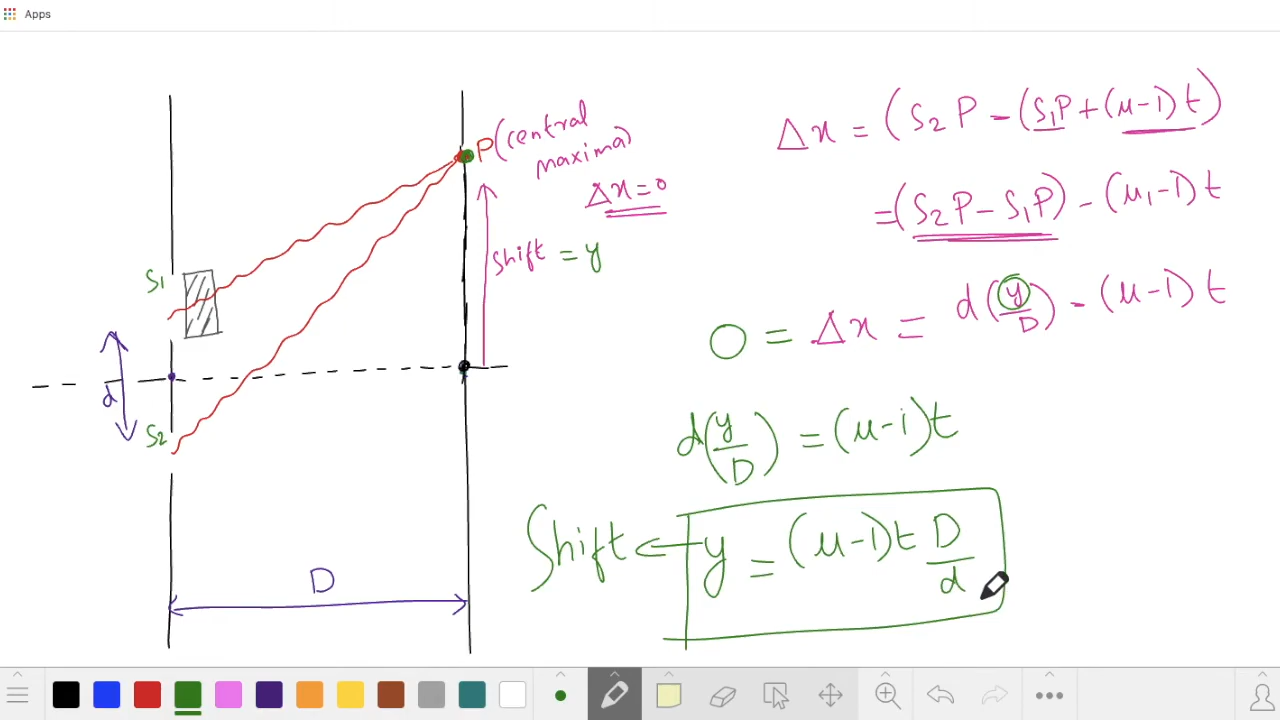 Apps
P(central
maxima)
Δx=0
Shift = y
S1
d
S2
D
Δx = (S2P - (S1P + (μ-1)t)
= (S2P - S1P) - (μ1-1)t
0 = Δx = d(y/D) - (μ-1)t
d(y/D) = (μ-1)t
Shift ← y = (μ-1)t D/d